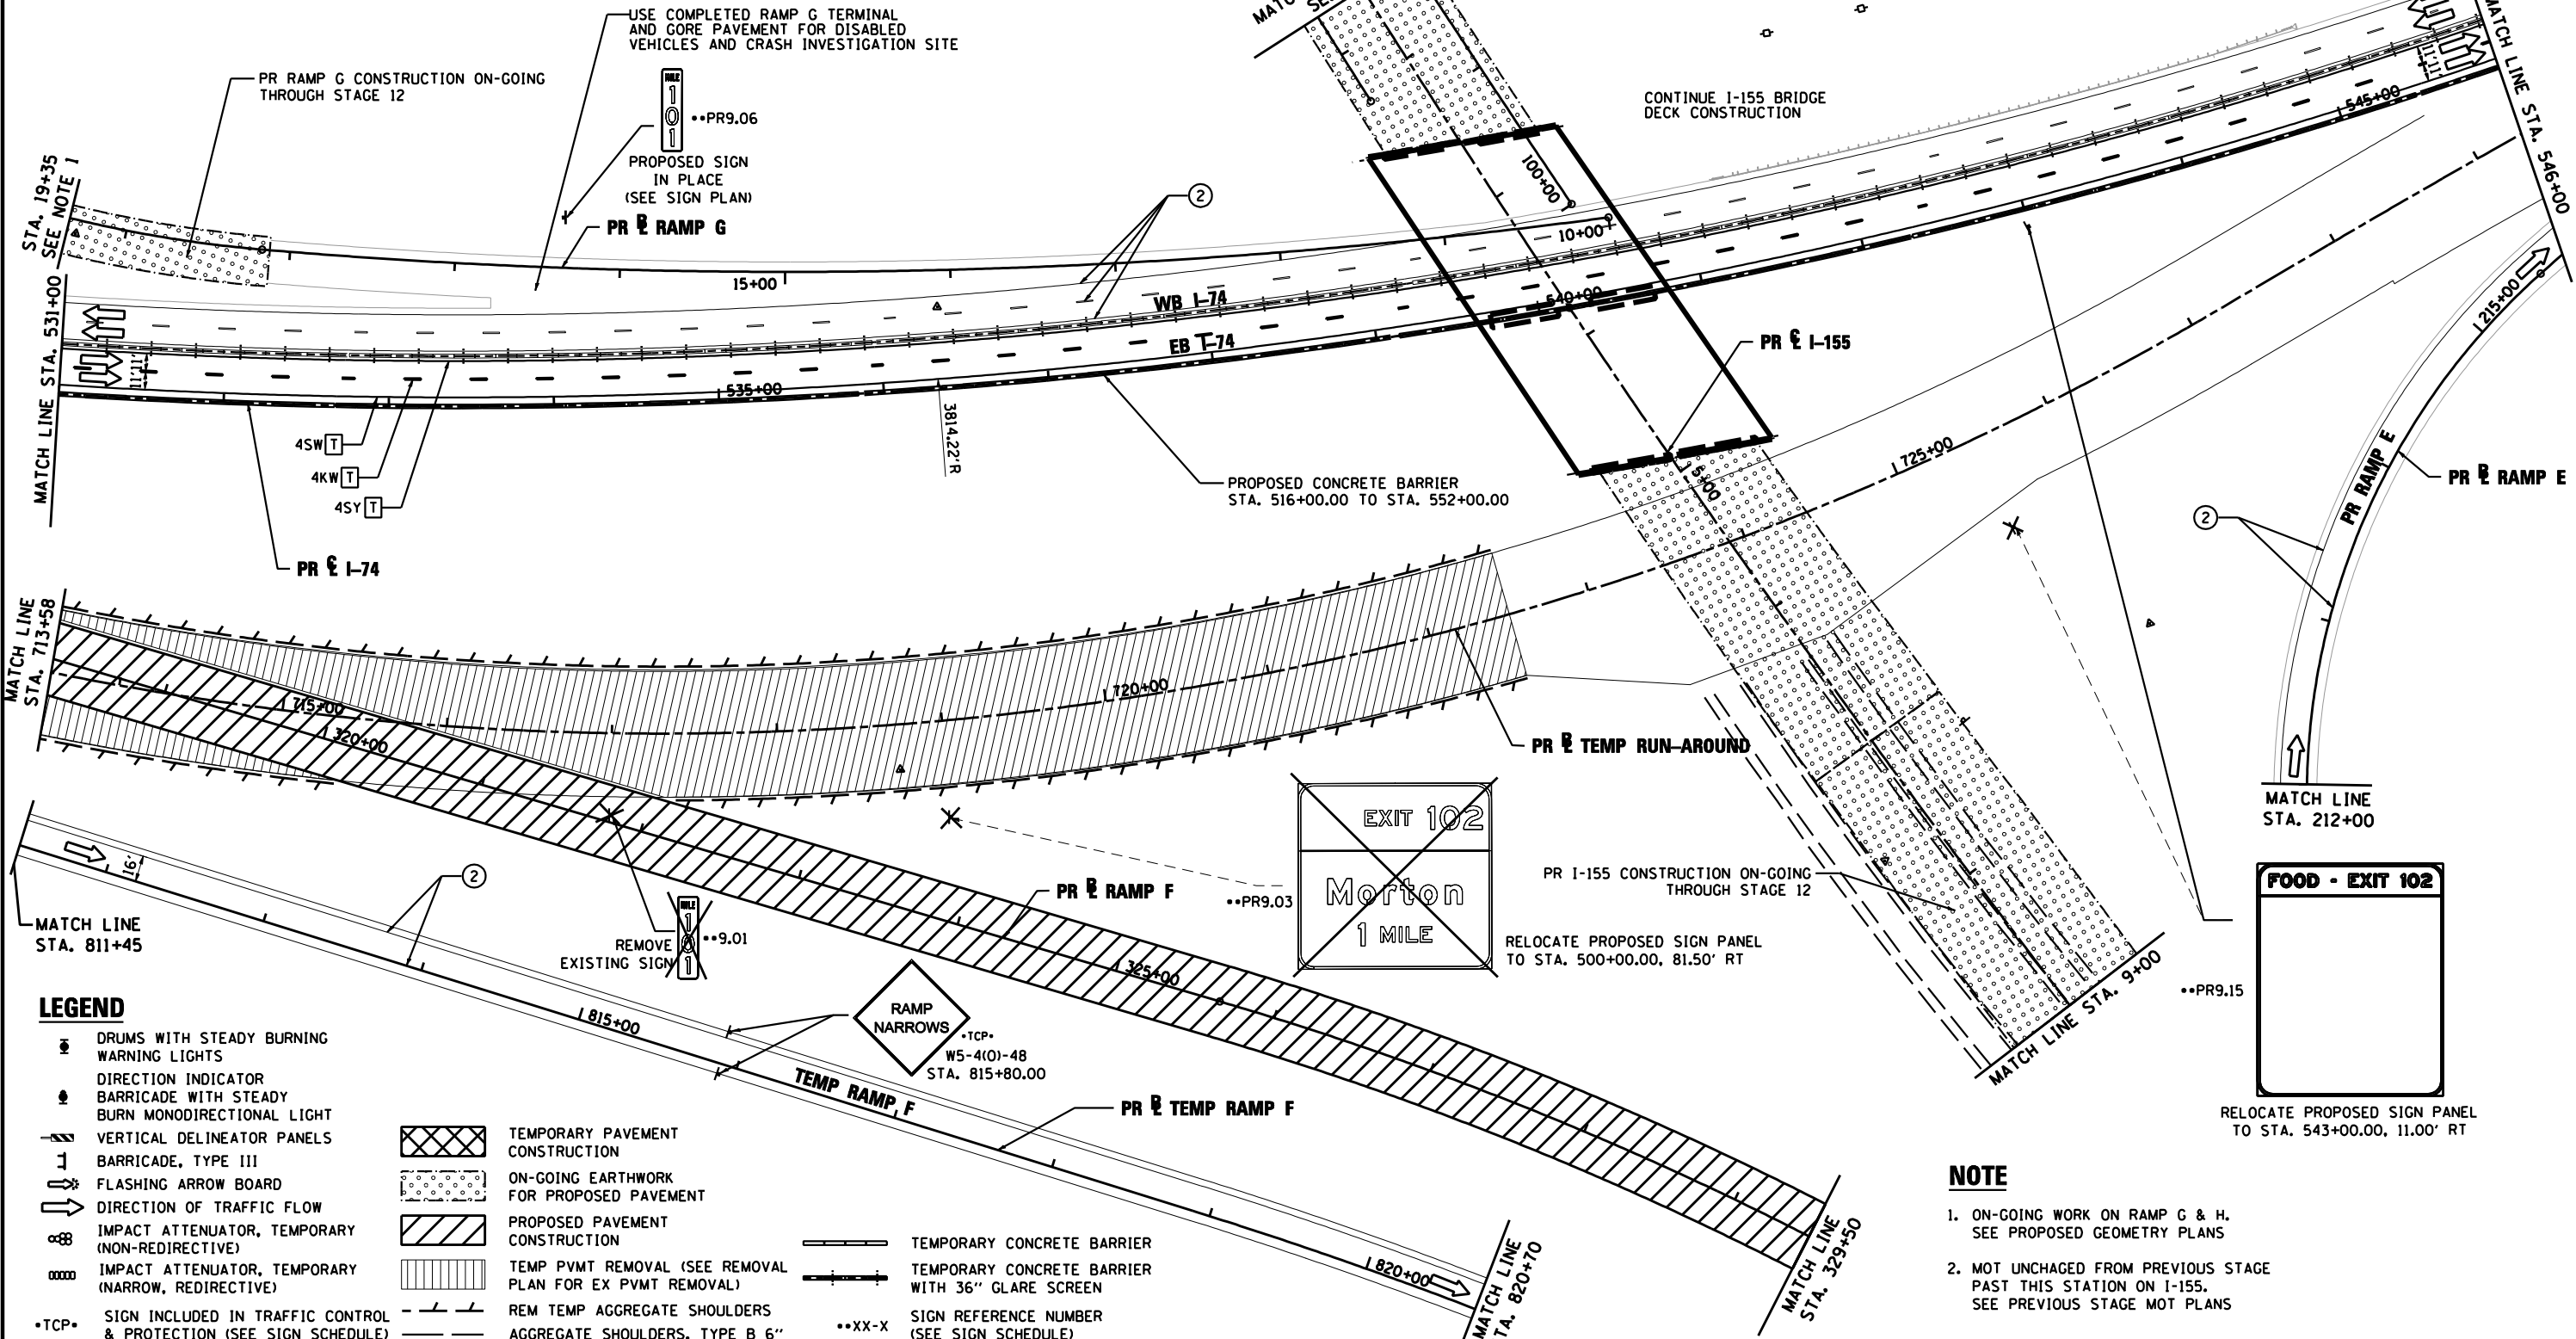 USE COMPLETED RAMP G TERMINAL
AND GORE PAVEMENT FOR DISABLED
VEHICLES AND CRASH INVESTIGATION SITE
PR RAMP G CONSTRUCTION ON-GOING
THROUGH STAGE 12
MILE
1
0
1
••PR9.06
PROPOSED SIGN
IN PLACE
(SEE SIGN PLAN)
PR ℄ RAMP G
STA. 19+35
SEE NOTE 1
CONTINUE I-155 BRIDGE
DECK CONSTRUCTION
MATCH LINE STA. 546+00
11'
11'
545+00
100+00
10+00
2
15+00
WB I-74
EB I-74
540+00
MATCH LINE STA. 531+00
11'
11'
535+00
3814.22'R
4SW T
4KW T
4SY T
PR ℄ I-74
PROPOSED CONCRETE BARRIER
STA. 516+00.00 TO STA. 552+00.00
PR ℄ I-155
5+00
725+00
215+00
PR RAMP E
PR ℄ RAMP E
2
MATCH LINE
STA. 212+00
MATCH LINE
STA. 713+58
715+00
320+00
720+00
PR ℄ TEMP RUN-AROUND
EXIT 102
Morton
1 MILE
••PR9.03
RELOCATE PROPOSED SIGN PANEL
TO STA. 500+00.00, 81.50' RT
PR I-155 CONSTRUCTION ON-GOING
THROUGH STAGE 12
FOOD - EXIT 102
••PR9.15
RELOCATE PROPOSED SIGN PANEL
TO STA. 543+00.00, 11.00' RT
MATCH LINE STA. 9+00
16'
2
MATCH LINE
STA. 811+45
MILE
1
0
1
••9.01
REMOVE
EXISTING SIGN
PR ℄ RAMP F
325+00
RAMP
NARROWS
•TCP•
W5-4(O)-48
STA. 815+80.00
815+00
TEMP RAMP F
PR ℄ TEMP RAMP F
820+00
MATCH LINE
STA. 820+70
MATCH LINE
STA. 329+50
LEGEND
DRUMS WITH STEADY BURNING
WARNING LIGHTS
DIRECTION INDICATOR
BARRICADE WITH STEADY
BURN MONODIRECTIONAL LIGHT
VERTICAL DELINEATOR PANELS
BARRICADE, TYPE III
FLASHING ARROW BOARD
DIRECTION OF TRAFFIC FLOW
IMPACT ATTENUATOR, TEMPORARY
(NON-REDIRECTIVE)
IMPACT ATTENUATOR, TEMPORARY
(NARROW, REDIRECTIVE)
•TCP• SIGN INCLUDED IN TRAFFIC CONTROL
& PROTECTION (SEE SIGN SCHEDULE)
TEMPORARY PAVEMENT
CONSTRUCTION
ON-GOING EARTHWORK
FOR PROPOSED PAVEMENT
PROPOSED PAVEMENT
CONSTRUCTION
TEMP PVMT REMOVAL (SEE REMOVAL
PLAN FOR EX PVMT REMOVAL)
REM TEMP AGGREGATE SHOULDERS
AGGREGATE SHOULDERS, TYPE B 6"
TEMPORARY CONCRETE BARRIER
TEMPORARY CONCRETE BARRIER
WITH 36" GLARE SCREEN
••XX-X SIGN REFERENCE NUMBER
(SEE SIGN SCHEDULE)
NOTE
1. ON-GOING WORK ON RAMP G & H.
SEE PROPOSED GEOMETRY PLANS
2. MOT UNCHAGED FROM PREVIOUS STAGE
PAST THIS STATION ON I-155.
SEE PREVIOUS STAGE MOT PLANS